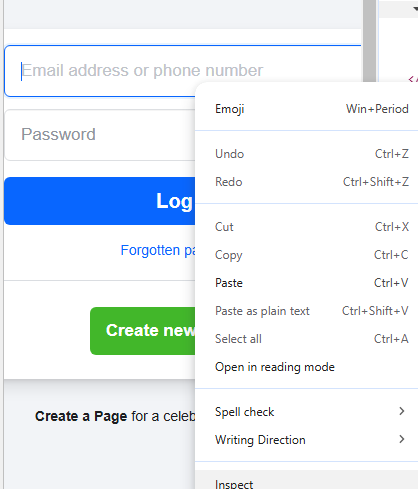 Email address or phone number
Password
Log
Forgotten pa
Create new
Create a Page for a celeb
Emoji Win+Period
Undo Ctrl+Z
Redo Ctrl+Shift+Z
Cut Ctrl+X
Copy Ctrl+C
Paste Ctrl+V
Paste as plain text Ctrl+Shift+V
Select all Ctrl+A
Open in reading mode
Spell check
Writing Direction
Inspect